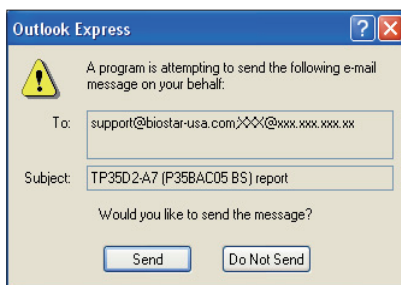 Outlook Express
A program is attempting to send the following e-mail
message on your behalf:
To: support@biostar-usa.com;XXX@xxx.xxx.xxx.xx
Subject: TP35D2-A7 (P35BAC05 BS) report
Would you like to send the message?
Send Do Not Send